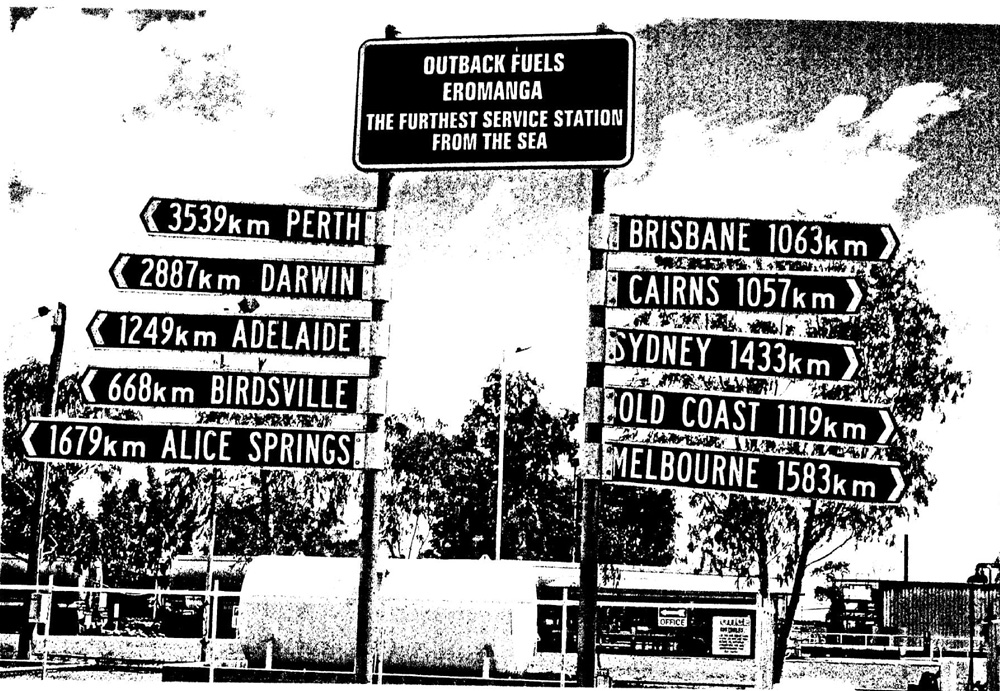 OUTBACK FUELS
EROMANGA
THE FURTHEST SERVICE STATION
FROM THE SEA
3539km PERTH
2887km DARWIN
1249km ADELAIDE
668km BIRDSVILLE
1679km ALICE SPRINGS
BRISBANE 1063km
CAIRNS 1057km
SYDNEY 1433km
OLD COAST 1119km
MELBOURNE 1583km
OFFICE
OFFICE